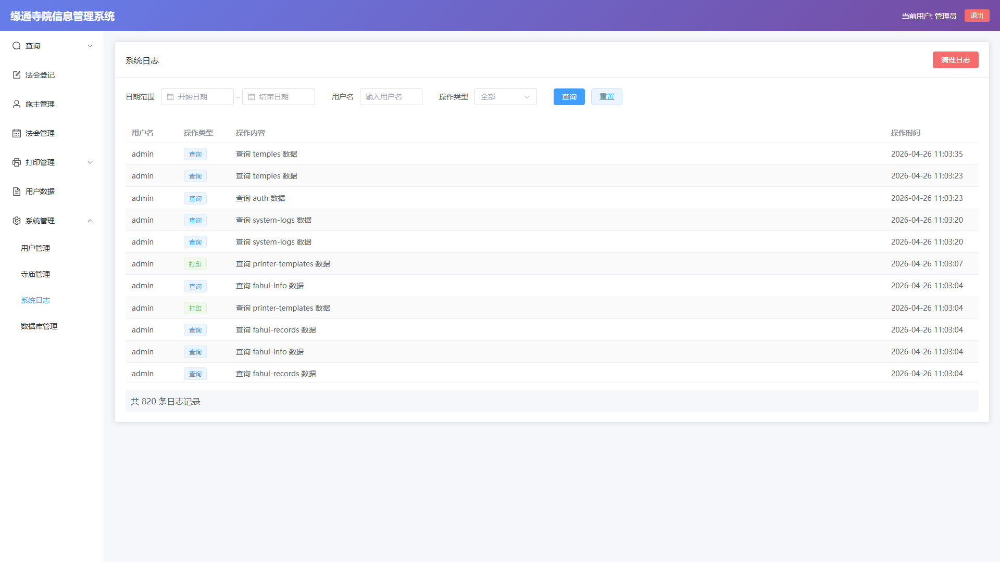 缘通寺院信息管理系统
当前用户: 管理员 退出
查询
法会登记
施主管理
法会管理
打印管理
用户数据
系统管理
用户管理
寺庙管理
系统日志
数据库管理
系统日志 清理日志
日期范围 开始日期 - 结束日期 用户名 输入用户名 操作类型 全部 查询 重置
用户名 操作类型 操作内容 操作时间
admin 查询 查询 temples 数据 2026-04-26 11:03:35
admin 查询 查询 temples 数据 2026-04-26 11:03:23
admin 查询 查询 auth 数据 2026-04-26 11:03:23
admin 查询 查询 system-logs 数据 2026-04-26 11:03:20
admin 查询 查询 system-logs 数据 2026-04-26 11:03:20
admin 打印 查询 printer-templates 数据 2026-04-26 11:03:07
admin 查询 查询 fahui-info 数据 2026-04-26 11:03:04
admin 打印 查询 printer-templates 数据 2026-04-26 11:03:04
admin 查询 查询 fahui-records 数据 2026-04-26 11:03:04
admin 查询 查询 fahui-info 数据 2026-04-26 11:03:04
admin 查询 查询 fahui-records 数据 2026-04-26 11:03:04
共 820 条日志记录